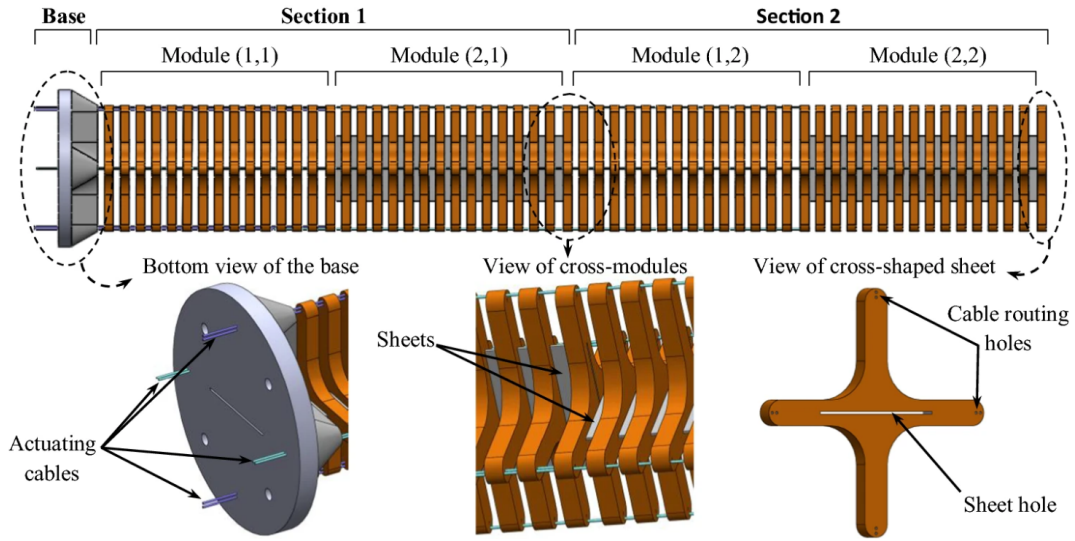 Base
Section 1
Section 2
Module (1,1)
Module (2,1)
Module (1,2)
Module (2,2)
Bottom view of the base
View of cross-modules
View of cross-shaped sheet
Sheets
Cable routing
holes
Actuating
cables
Sheet hole